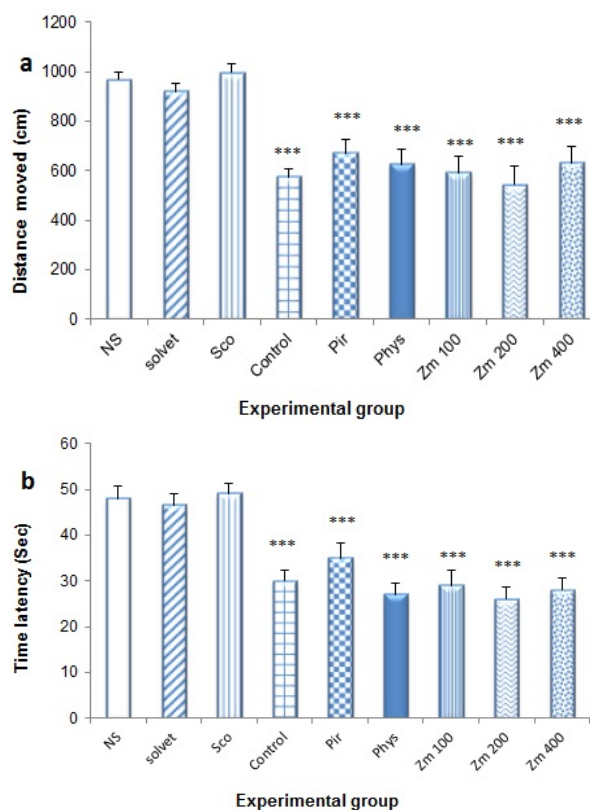 a
Distance moved (cm)
1200
1000
800
600
400
200
0
***
***
***
***
***
***
NS
solvet
Sco
Control
Pir
Phys
Zm 100
Zm 200
Zm 400
Experimental group
b
Time latency (Sec)
60
50
40
30
20
10
0
***
***
***
***
***
***
NS
solvet
Sco
Control
Pir
Phys
Zm 100
Zm 200
Zm 400
Experimental group